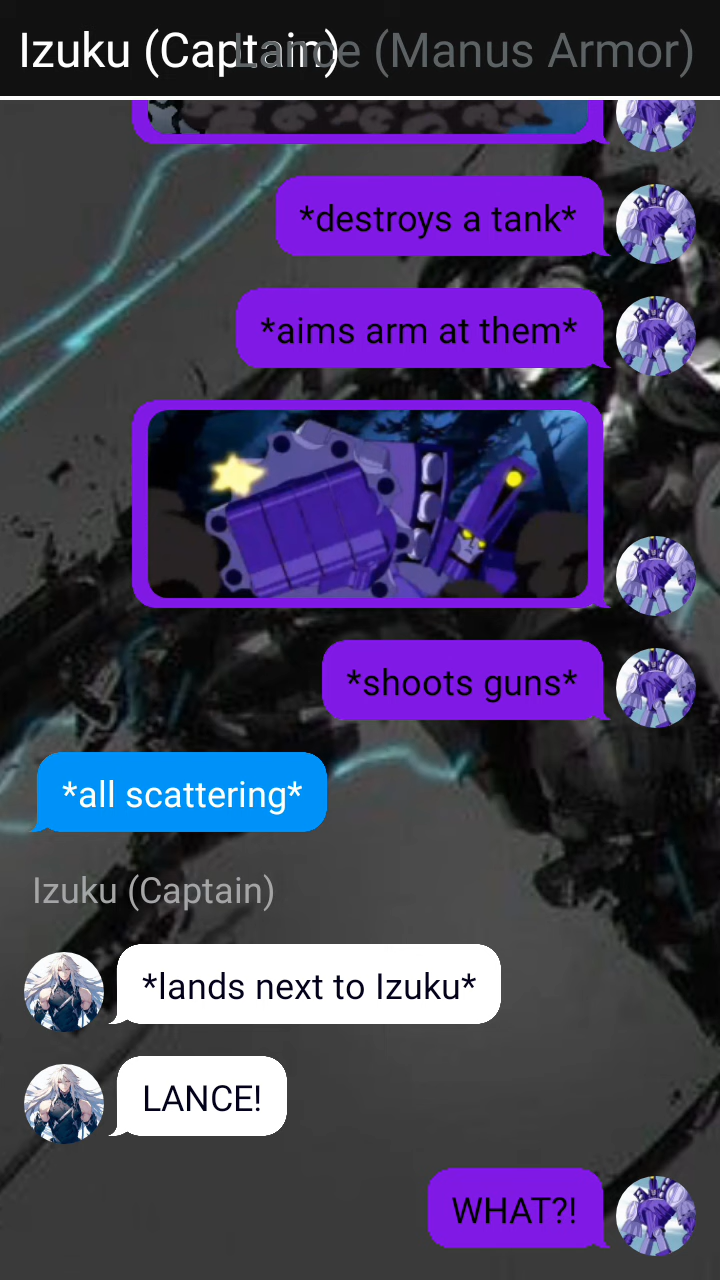 Izuku (Captain)
Lance (Manus Armor)
*destroys a tank*
*aims arm at them*
*shoots guns*
*all scattering*
Izuku (Captain)
*lands next to Izuku*
LANCE!
WHAT?!